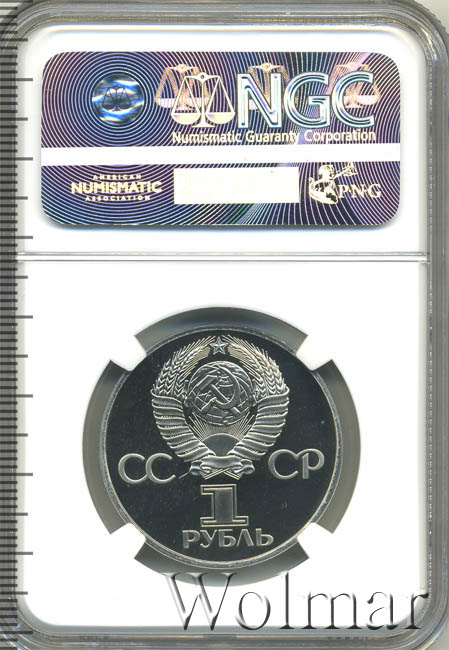 NGC
Numismatic Guaranty Corporation
AMERICAN
NUMISMATIC
ASSOCIATION
PNG
СС СР
1
РУБЛЬ
Wolmar